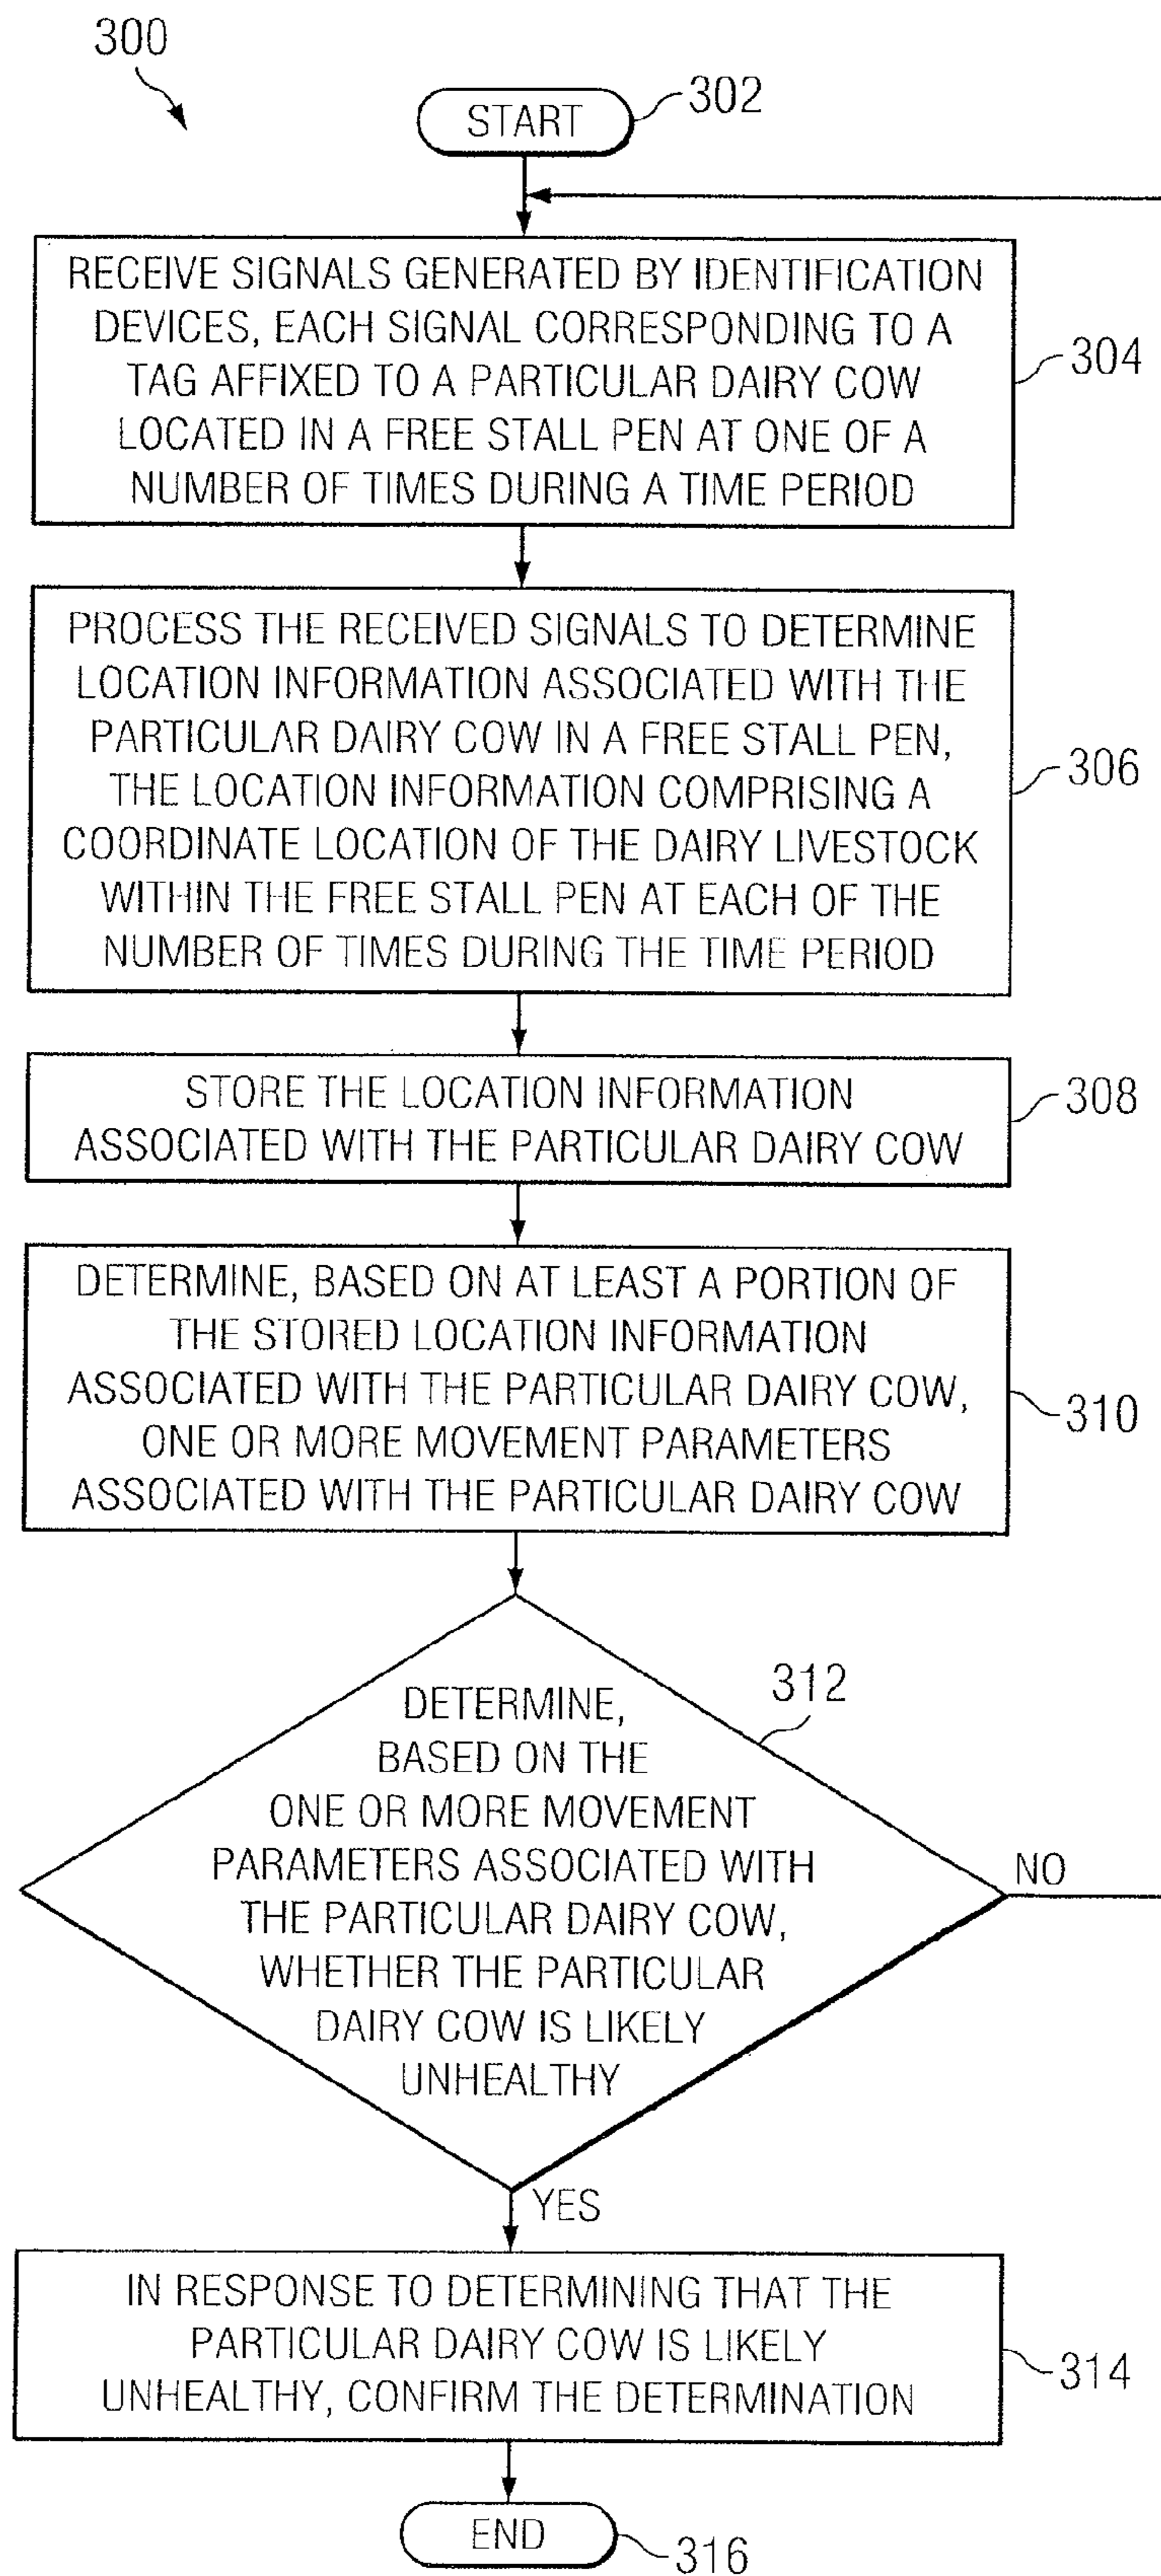 300
START
302
RECEIVE SIGNALS GENERATED BY IDENTIFICATION
DEVICES, EACH SIGNAL CORRESPONDING TO A
TAG AFFIXED TO A PARTICULAR DAIRY COW
LOCATED IN A FREE STALL PEN AT ONE OF A
NUMBER OF TIMES DURING A TIME PERIOD
304
PROCESS THE RECEIVED SIGNALS TO DETERMINE
LOCATION INFORMATION ASSOCIATED WITH THE
PARTICULAR DAIRY COW IN A FREE STALL PEN,
THE LOCATION INFORMATION COMPRISING A
COORDINATE LOCATION OF THE DAIRY LIVESTOCK
WITHIN THE FREE STALL PEN AT EACH OF THE
NUMBER OF TIMES DURING THE TIME PERIOD
306
STORE THE LOCATION INFORMATION
ASSOCIATED WITH THE PARTICULAR DAIRY COW
308
DETERMINE, BASED ON AT LEAST A PORTION OF
THE STORED LOCATION INFORMATION
ASSOCIATED WITH THE PARTICULAR DAIRY COW,
ONE OR MORE MOVEMENT PARAMETERS
ASSOCIATED WITH THE PARTICULAR DAIRY COW
310
312
DETERMINE,
BASED ON THE
ONE OR MORE MOVEMENT
PARAMETERS ASSOCIATED WITH
THE PARTICULAR DAIRY COW,
WHETHER THE PARTICULAR
DAIRY COW IS LIKELY
UNHEALTHY
NO
YES
IN RESPONSE TO DETERMINING THAT THE
PARTICULAR DAIRY COW IS LIKELY
UNHEALTHY, CONFIRM THE DETERMINATION
314
END
316